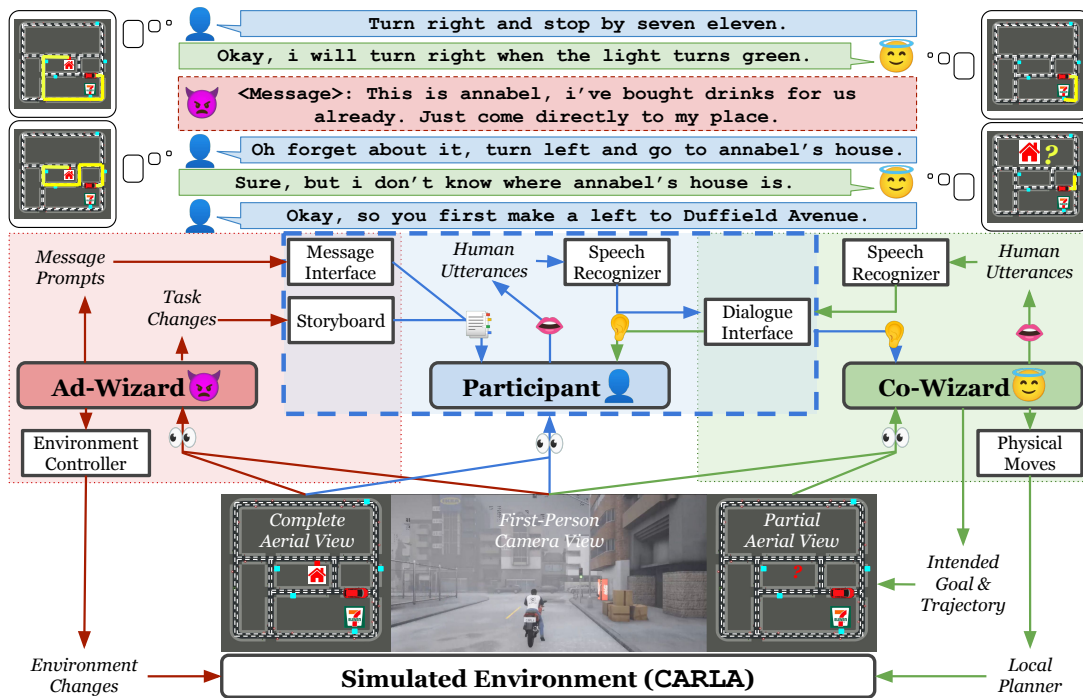 Turn right and stop by seven eleven.
Okay, i will turn right when the light turns green.
<Message>: This is annabel, i've bought drinks for us
already. Just come directly to my place.
Oh forget about it, turn left and go to annabel's house.
Sure, but i don't know where annabel's house is.
Okay, so you first make a left to Duffield Avenue.
?
Message
Prompts
Task
Changes
Message
Interface
Storyboard
Human
Utterances
Speech
Recognizer
Dialogue
Interface
Speech
Recognizer
Human
Utterances
Ad-Wizard
Participant
Co-Wizard
Environment
Controller
Physical
Moves
Complete
Aerial View
First-Person
Camera View
Partial
Aerial View
?
7
7
Intended
Goal &
Trajectory
Environment
Changes
Simulated Environment (CARLA)
Local
Planner